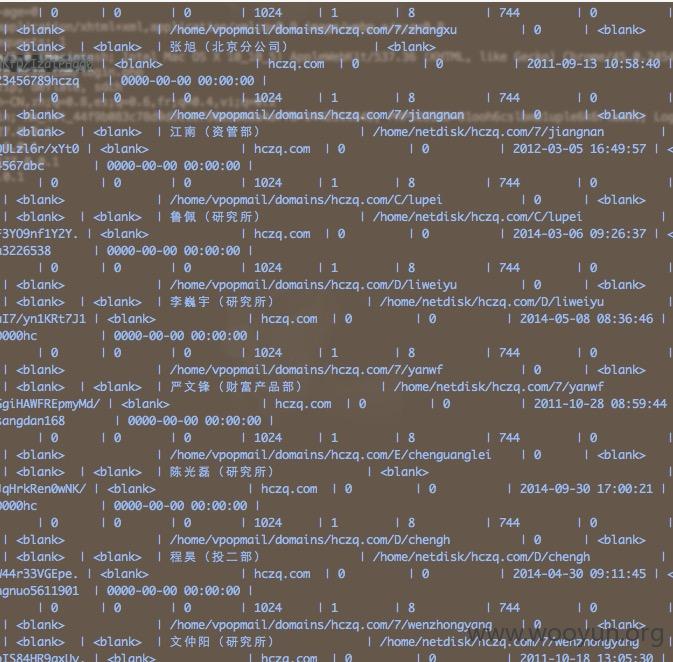 | 0 | 0 | 0 | 1024 | 1 | 8 | 744 | 0
| <blank> | /home/vpopmail/domains/hczq.com/7/zhangxu | 0 | <blank>
| <blank> | <blank> | 张旭（北京分公司） | <blank>
<blank> | hczq.com | 0 | 0 | 2011-09-13 10:58:40
23456789hczq | 0000-00-00 00:00:00 |
| 0 | 0 | 0 | 1024 | 1 | 8 | 744 | 0
| <blank> | /home/vpopmail/domains/hczq.com/7/jiangnan | 0 | <blank>
| <blank> | <blank> | 江南（资管部） | /home/netdisk/hczq.com/7/jiangnan
QULzl6r/xYt0 | <blank> | hczq.com | 0 | 0 | 2012-03-05 16:49:57 | <
4567abc | 0000-00-00 00:00:00 |
| 0 | 0 | 0 | 1024 | 1 | 8 | 744 | 0
| <blank> | /home/vpopmail/domains/hczq.com/C/lupei | 0 | <blank>
| <blank> | <blank> | 鲁佩（研究所） | /home/netdisk/hczq.com/C/lupei
F3YO9nf1Y2Y. | <blank> | hczq.com | 0 | 0 | 2014-03-06 09:26:37 | <
a3226538 | 0000-00-00 00:00:00 |
| 0 | 0 | 0 | 1024 | 1 | 8 | 744 | 0
| <blank> | /home/vpopmail/domains/hczq.com/D/liweiyu | 0 | <blank>
| <blank> | <blank> | 李巍宇（研究所） | /home/netdisk/hczq.com/D/liweiyu
uI7/yn1KRt7J1 | <blank> | hczq.com | 0 | 0 | 2014-05-08 08:36:46 |
0000hc | 0000-00-00 00:00:00 |
| 0 | 0 | 0 | 1024 | 1 | 8 | 744 | 0
| <blank> | /home/vpopmail/domains/hczq.com/7/yanwf | 0 | <blank>
| <blank> | <blank> | 严文锋（财富产品部） | /home/netdisk/hczq.com/7/yanwf
GgiHAWFREpmyMd/ | <blank> | hczq.com | 0 | 0 | 2011-10-28 08:59:44
sangdan168 | 0000-00-00 00:00:00 |
| 0 | 0 | 0 | 1024 | 1 | 8 | 744 | 0
| <blank> | /home/vpopmail/domains/hczq.com/E/chenguanglei | 0 | <blank>
| <blank> | <blank> | 陈光磊（研究所） | <blank>
JqHrkRen0wNK/ | <blank> | hczq.com | 0 | 0 | 2014-09-30 17:00:21 |
0000hc | 0000-00-00 00:00:00 |
| 0 | 0 | 0 | 1024 | 1 | 8 | 744 | 0
| <blank> | /home/vpopmail/domains/hczq.com/D/chengh | 0 | <blank>
| <blank> | <blank> | 程昊（投二部） | /home/netdisk/hczq.com/D/chengh
W44r33VGEpe. | <blank> | hczq.com | 0 | 0 | 2014-04-30 09:11:45 | <
ngnuo5611901 | 0000-00-00 00:00:00 |
| 0 | 0 | 0 | 1024 | 1 | 8 | 744 | 0
| <blank> | /home/vpopmail/domains/hczq.com/7/wenzhongyang | 0 | <blank>
| <blank> | <blank> | 文仲阳（研究所） | /home/netdisk/hczq.com/7/wenzhongyang
| <blank> | hczq.com | 0 | 0 | 2011-10-18 13:05:30 |
www.wooyun.org